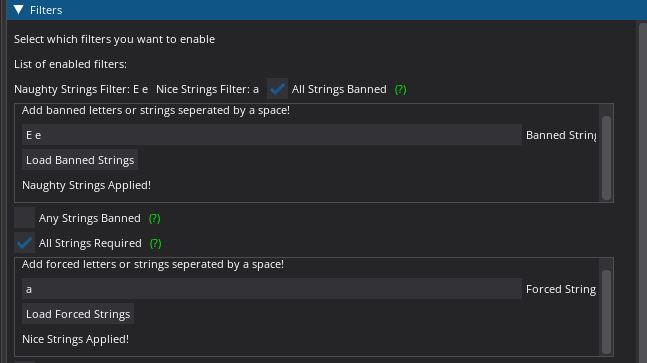 Filters
Select which filters you want to enable
List of enabled filters:
Naughty Strings Filter: E e Nice Strings Filter: a All Strings Banned (?)
Add banned letters or strings seperated by a space!
E e Banned String
Load Banned Strings
Naughty Strings Applied!
Any Strings Banned (?)
All Strings Required (?)
Add forced letters or strings seperated by a space!
a Forced String
Load Forced Strings
Nice Strings Applied!